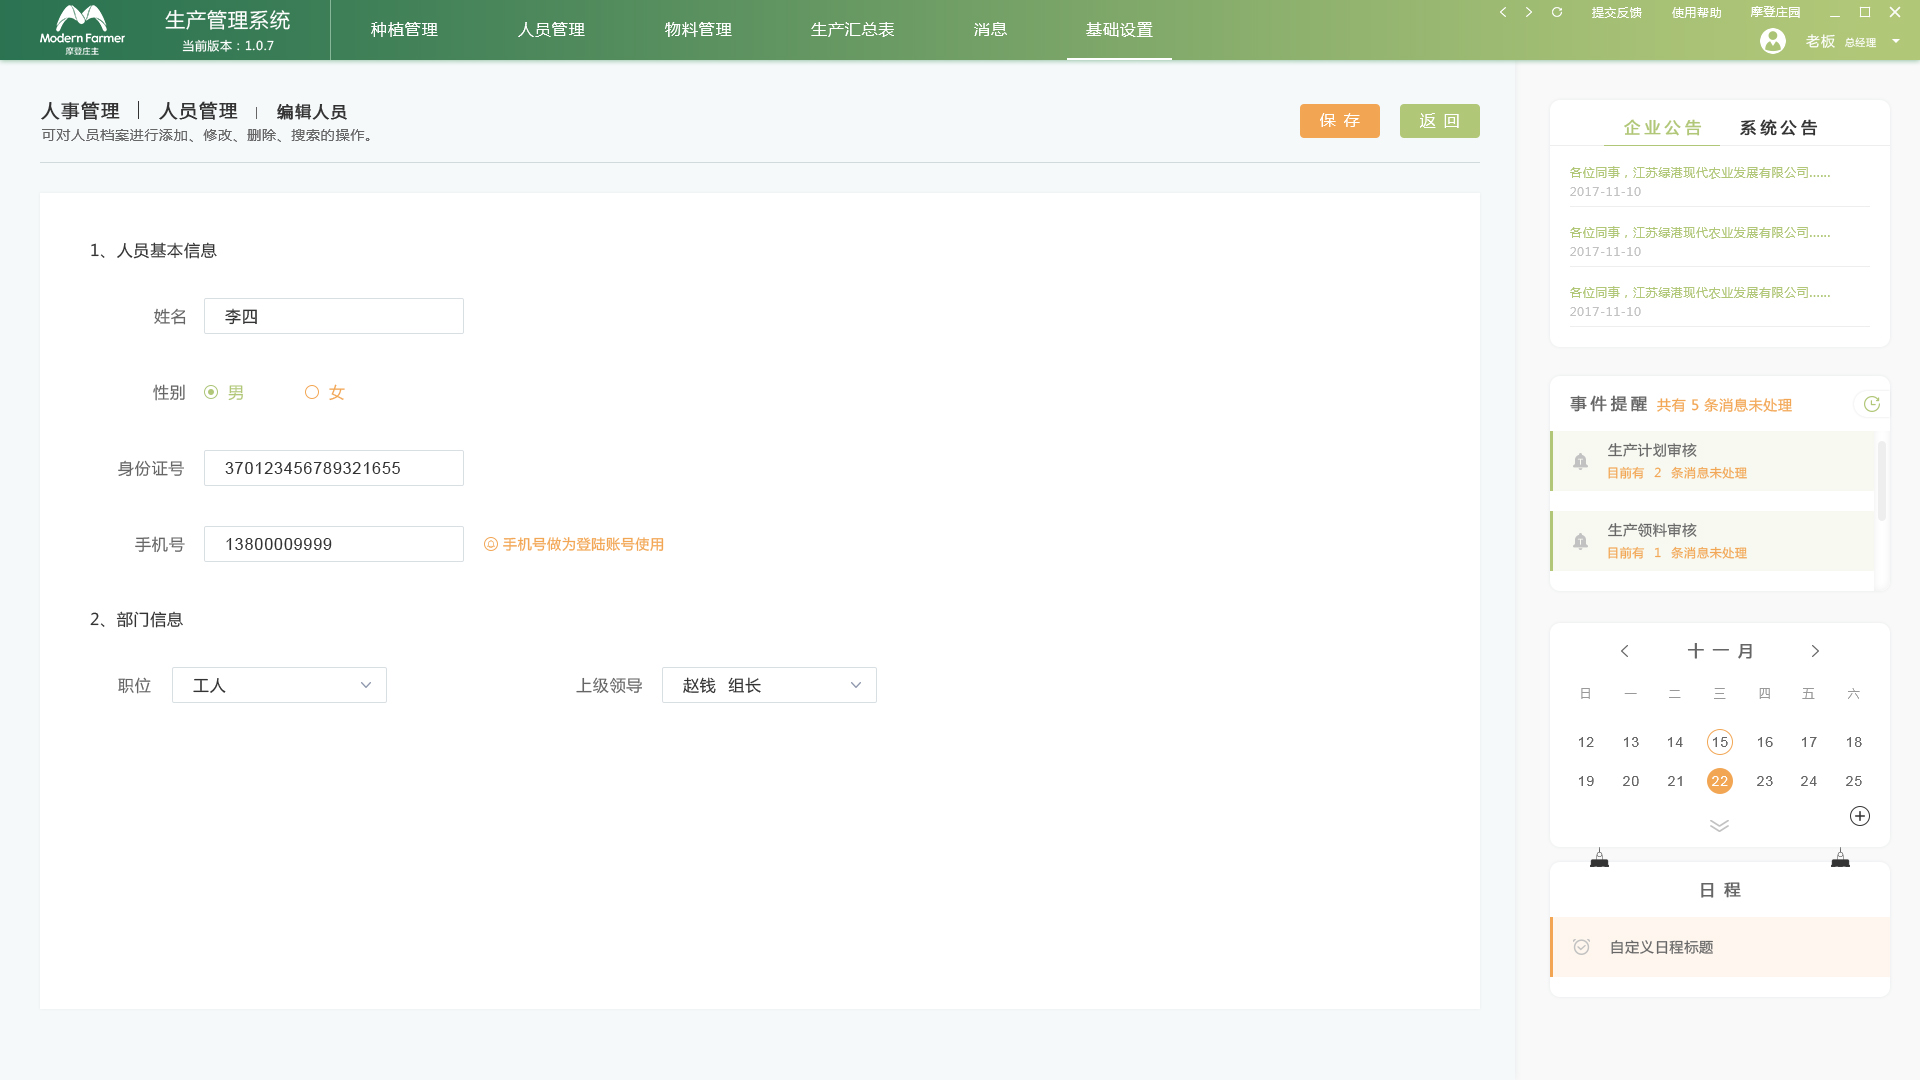 Modern Farmer
摩登庄主
生产管理系统
当前版本：1.0.7
种植管理
人员管理
物料管理
生产汇总表
消息
基础设置
提交反馈
使用帮助
摩登庄园
老板 总经理
人事管理 | 人员管理 | 编辑人员
可对人员档案进行添加、修改、删除、搜索的操作。
保 存
返 回
1、人员基本信息
姓名 李四
性别 男 女
身份证号 370123456789321655
手机号 13800009999 手机号做为登陆账号使用
2、部门信息
职位 工人
上级领导 赵钱 组长
企业公告 系统公告
各位同事，江苏绿港现代农业发展有限公司......
2017-11-10
各位同事，江苏绿港现代农业发展有限公司......
2017-11-10
各位同事，江苏绿港现代农业发展有限公司......
2017-11-10
事件提醒 共有 5 条消息未处理
生产计划审核
目前有 2 条消息未处理
生产领料审核
目前有 1 条消息未处理
十一月
日 一 二 三 四 五 六
12 13 14 15 16 17 18
19 20 21 22 23 24 25
日 程
自定义日程标题